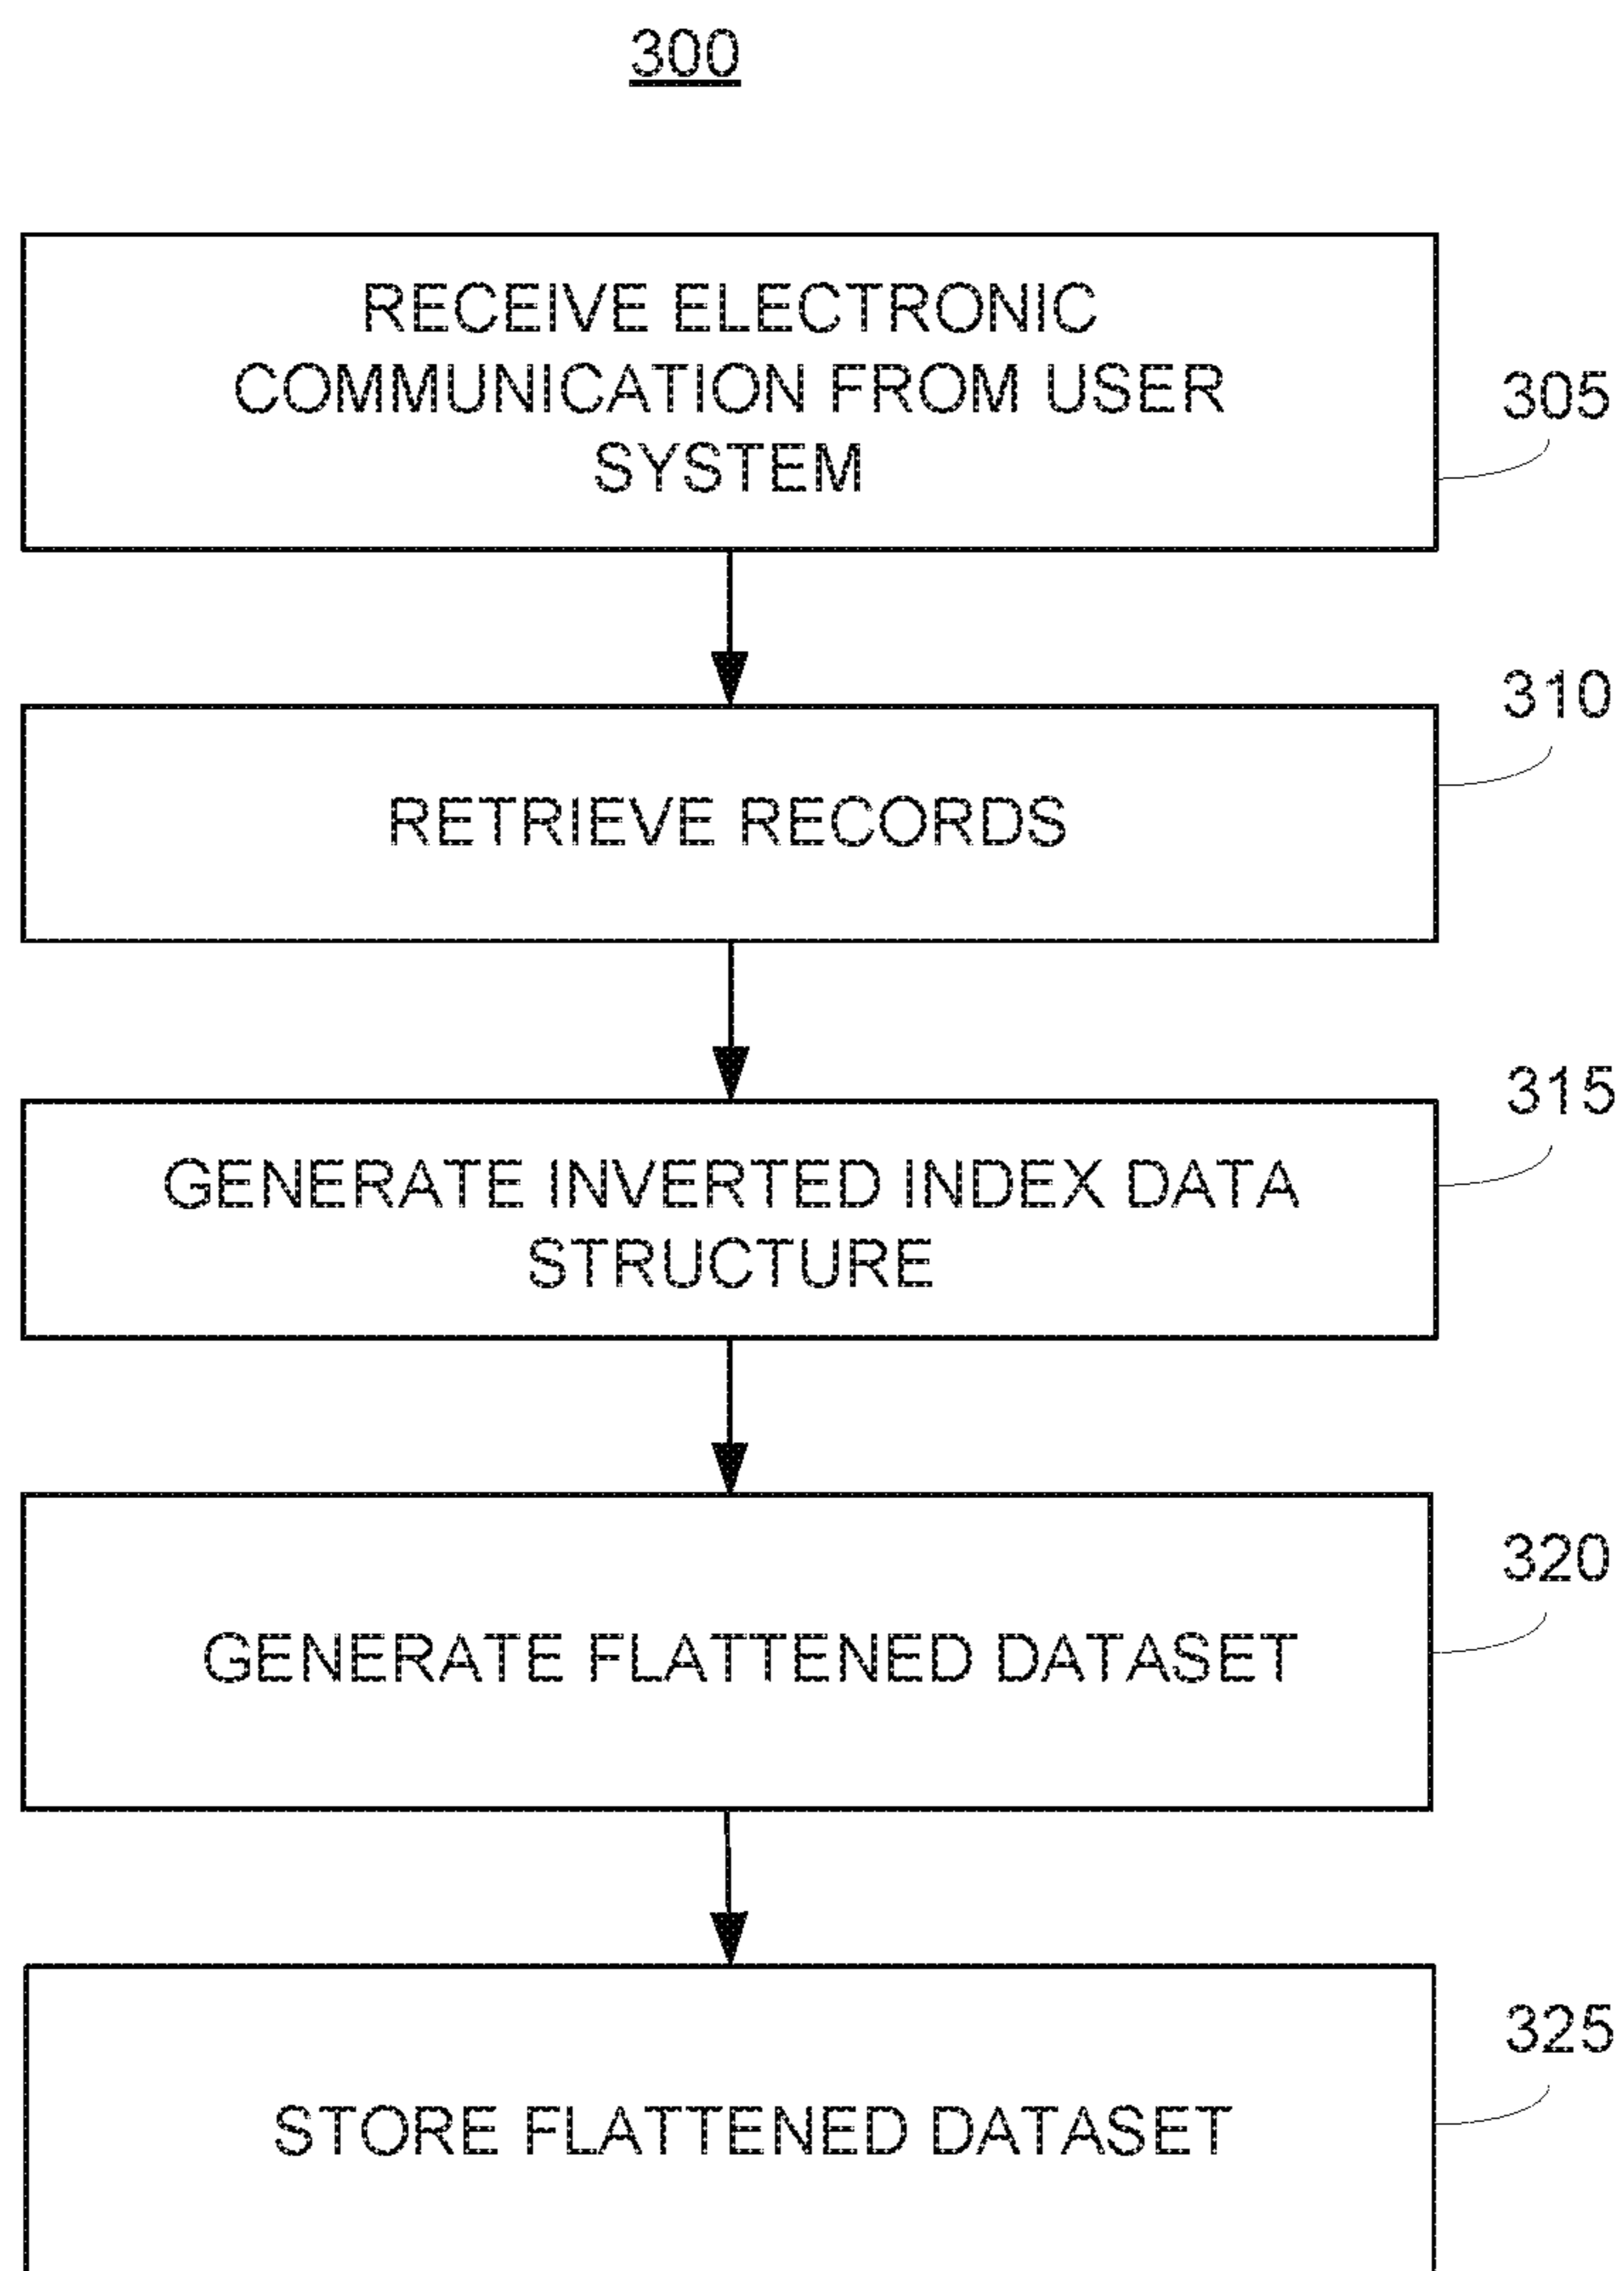 300
RECEIVE ELECTRONIC
COMMUNICATION FROM USER
SYSTEM
305
310
RETRIEVE RECORDS
315
GENERATE INVERTED INDEX DATA
STRUCTURE
320
GENERATE FLATTENED DATASET
325
STORE FLATTENED DATASET